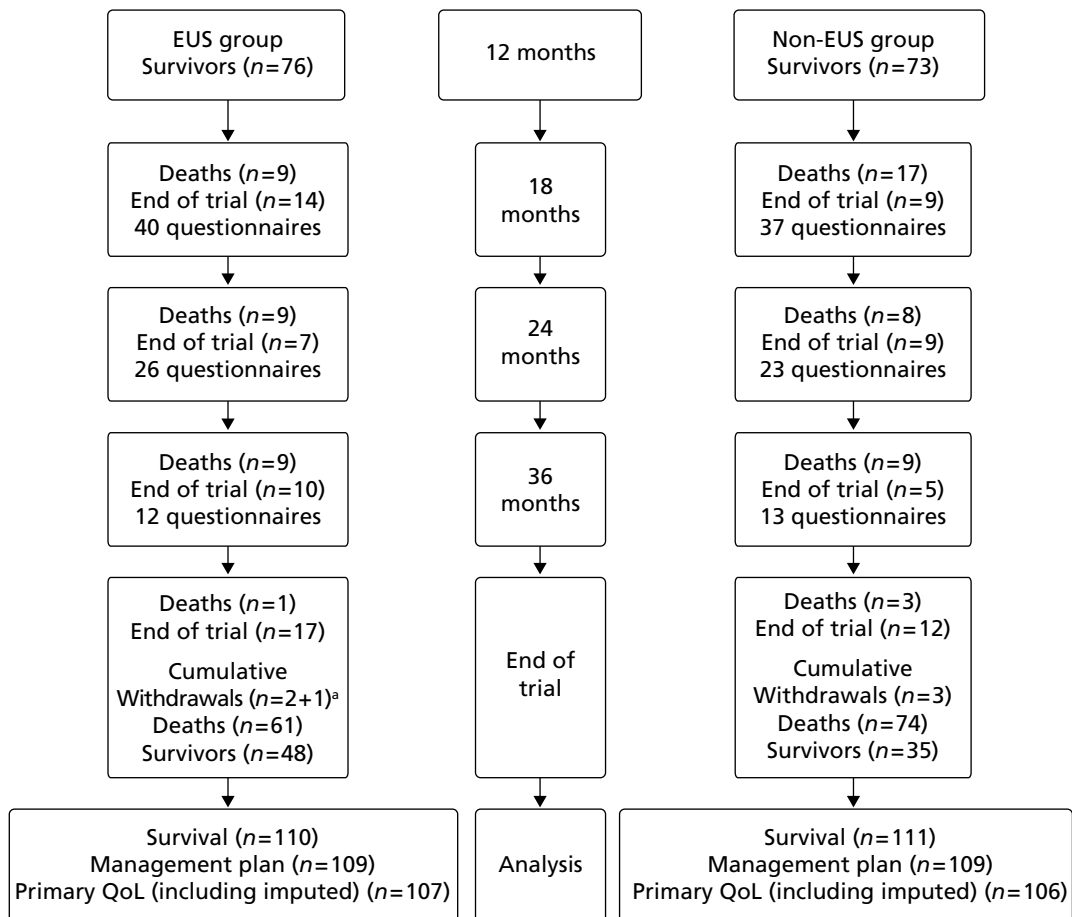 EUS group
Survivors (n=76)
12 months
Non-EUS group
Survivors (n=73)
Deaths (n=9)
End of trial (n=14)
40 questionnaires
18
months
Deaths (n=17)
End of trial (n=9)
37 questionnaires
Deaths (n=9)
End of trial (n=7)
26 questionnaires
24
months
Deaths (n=8)
End of trial (n=9)
23 questionnaires
Deaths (n=9)
End of trial (n=10)
12 questionnaires
36
months
Deaths (n=9)
End of trial (n=5)
13 questionnaires
Deaths (n=1)
End of trial (n=17)
Cumulative
Withdrawals (n=2+1)ᵃ
Deaths (n=61)
Survivors (n=48)
End of
trial
Deaths (n=3)
End of trial (n=12)
Cumulative
Withdrawals (n=3)
Deaths (n=74)
Survivors (n=35)
Survival (n=110)
Management plan (n=109)
Primary QoL (including imputed) (n=107)
Analysis
Survival (n=111)
Management plan (n=109)
Primary QoL (including imputed) (n=106)